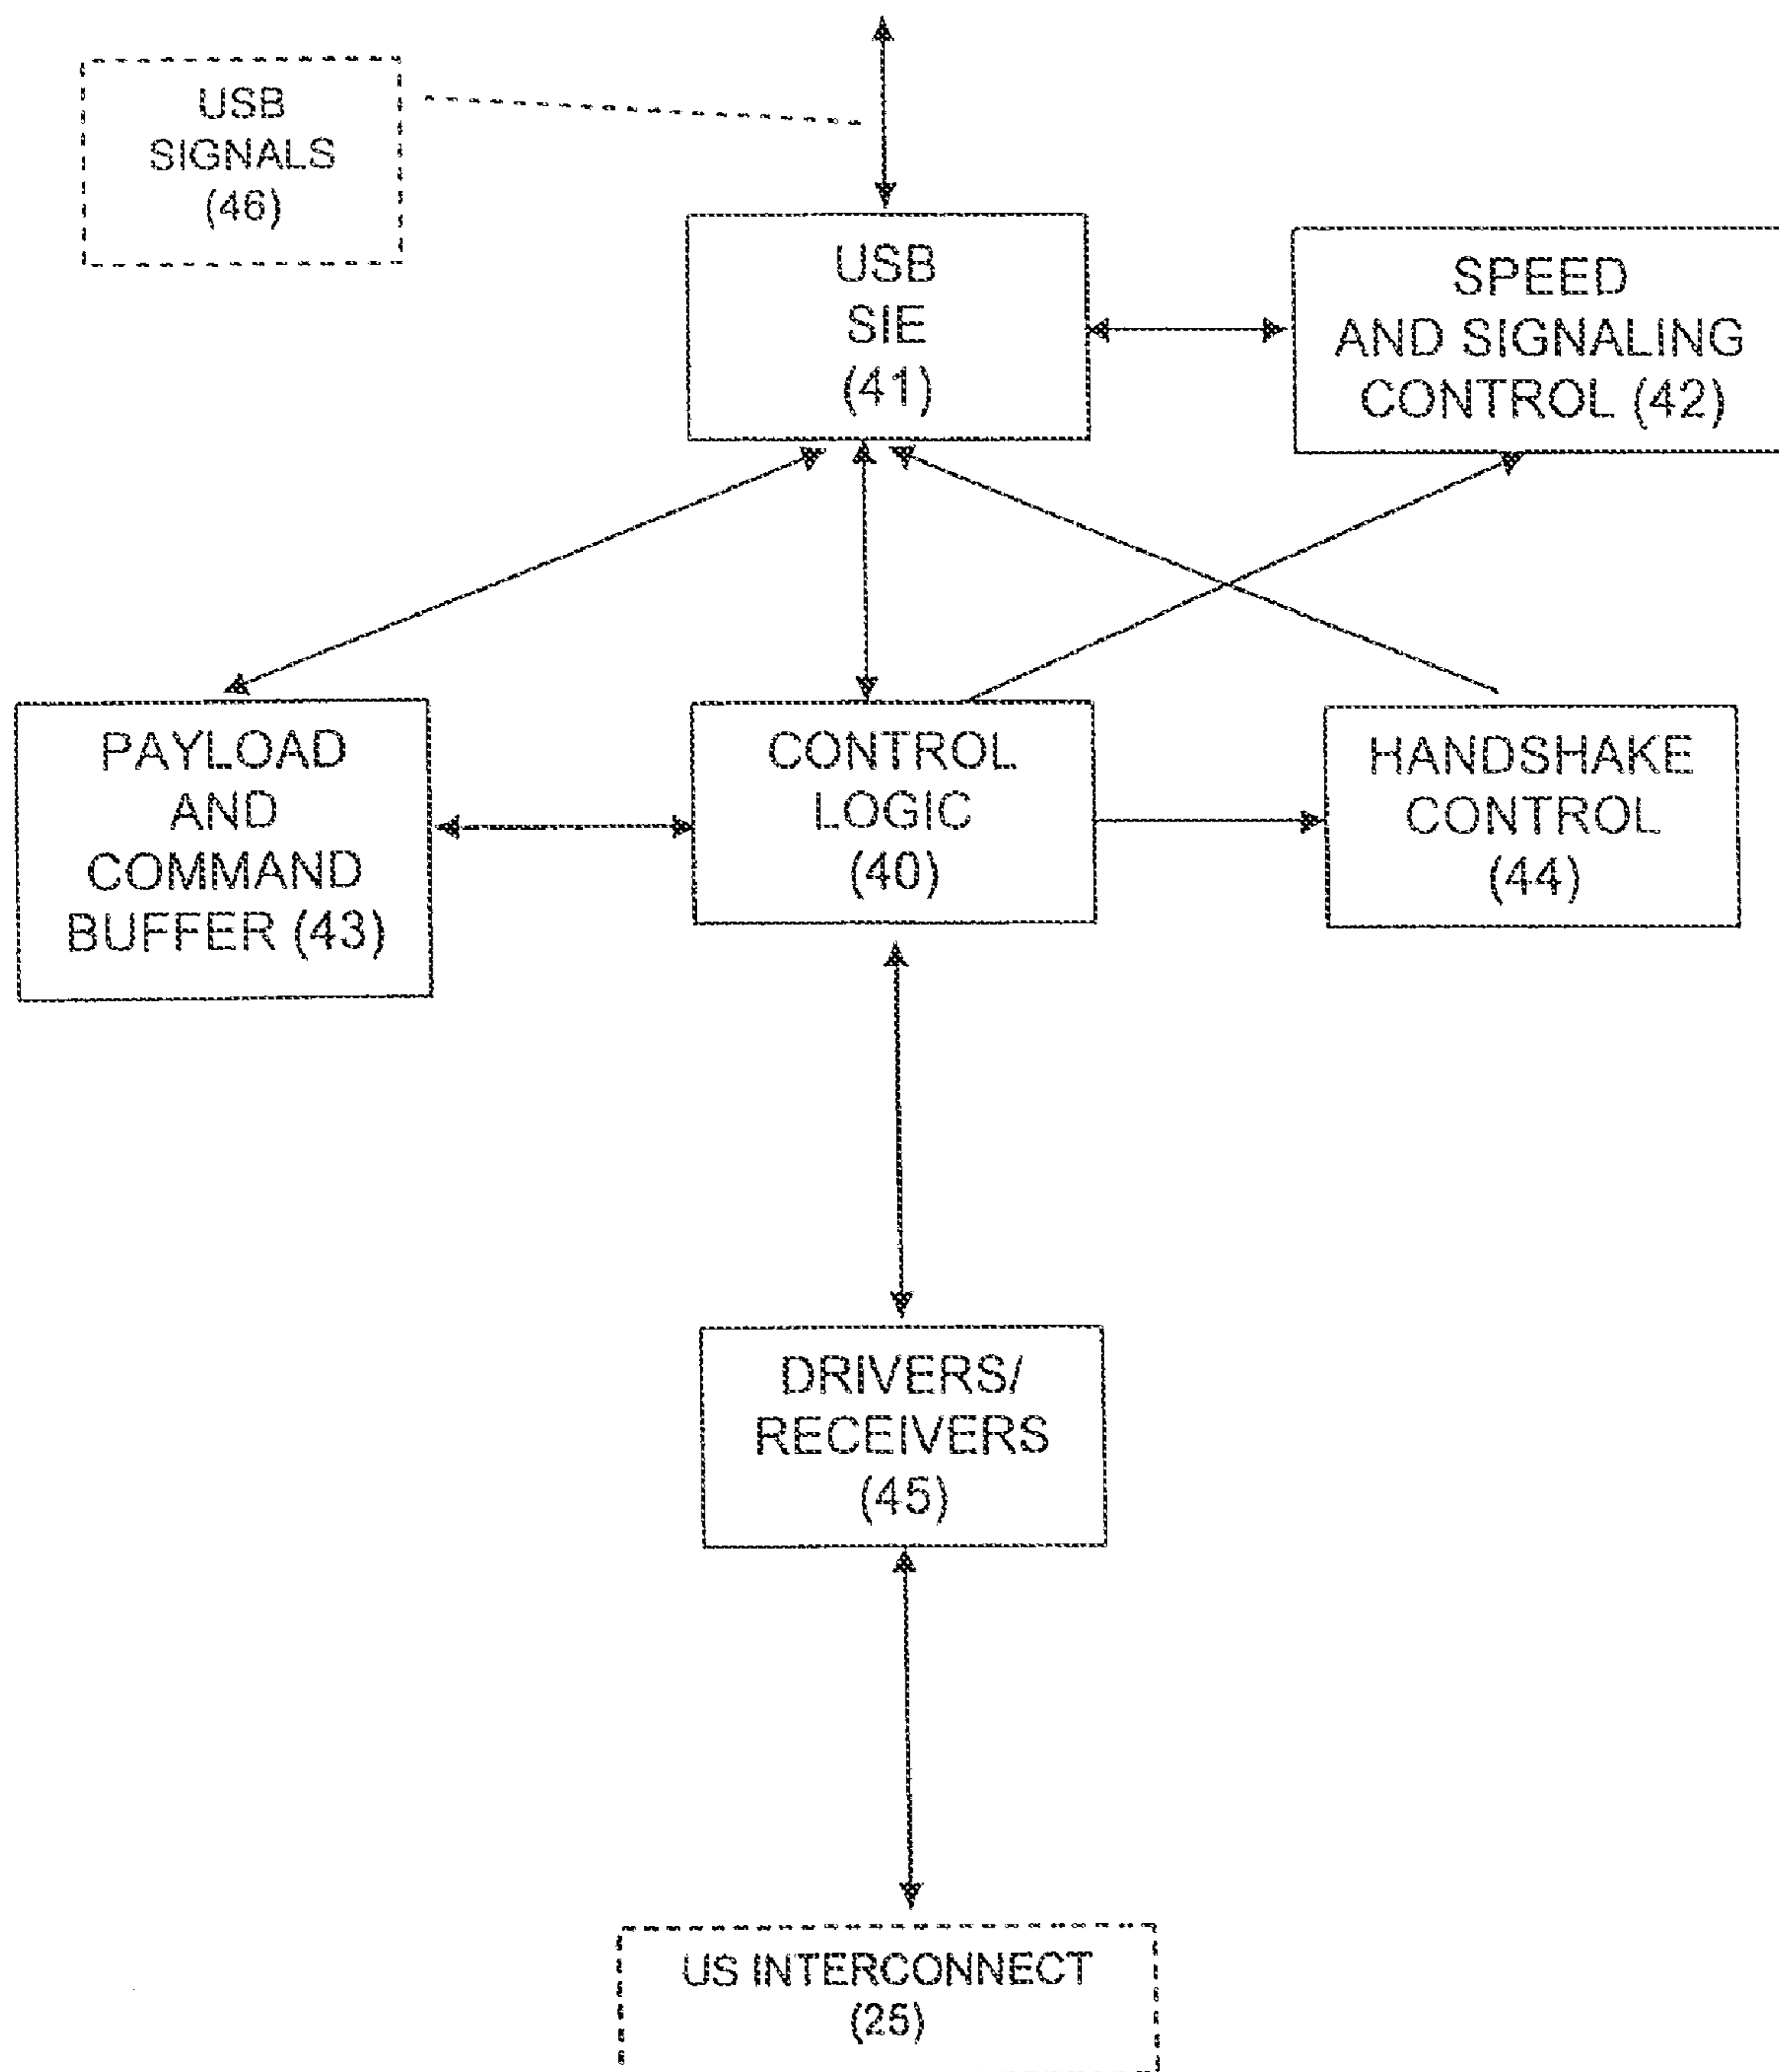 USB
SIGNALS
(46)
USB
SIE
(41)
SPEED
AND SIGNALING
CONTROL (42)
PAYLOAD
AND
COMMAND
BUFFER (43)
CONTROL
LOGIC
(40)
HANDSHAKE
CONTROL
(44)
DRIVERS/
RECEIVERS
(45)
US INTERCONNECT
(25)